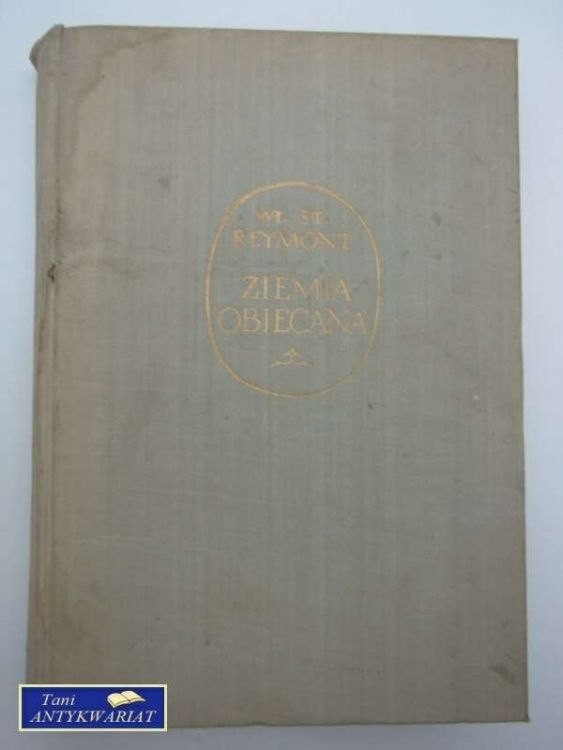 WŁ. ST.
REYMONT
ZIEMIA
OBIECANA
Tani
ANTYKWARIAT